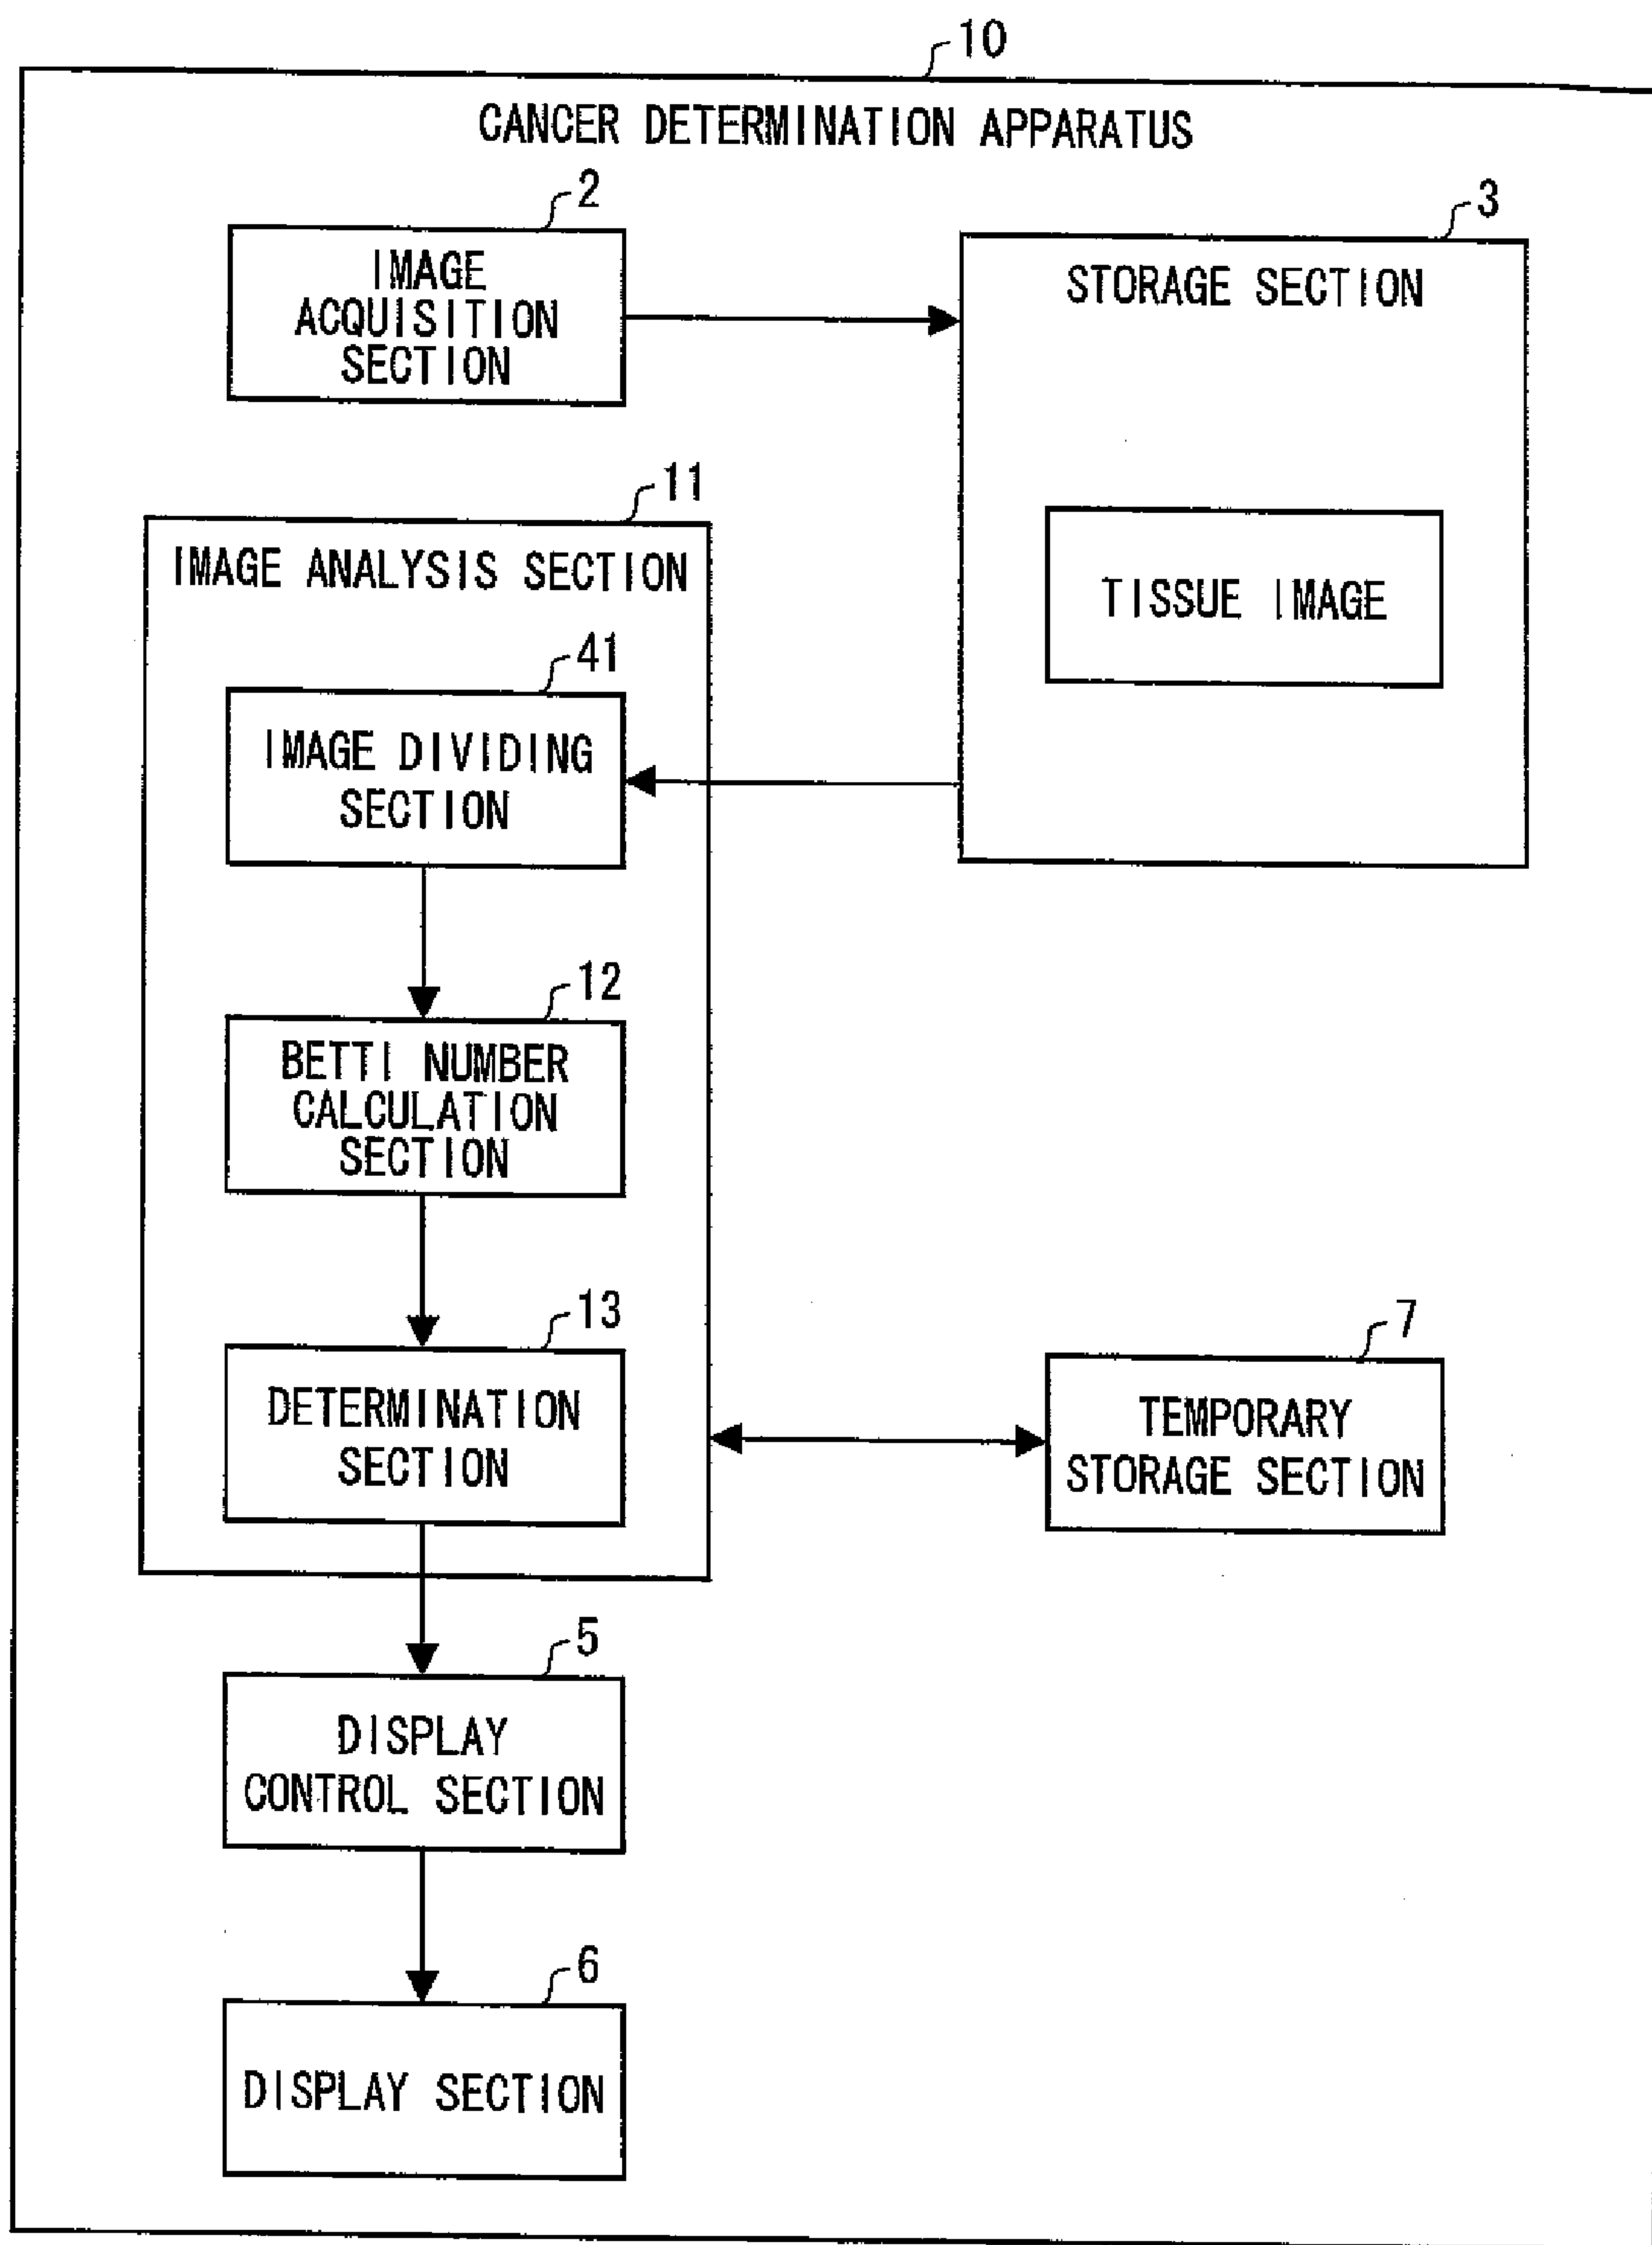 10
CANCER DETERMINATION APPARATUS
2
IMAGE
ACQUISITION
SECTION
3
STORAGE SECTION
TISSUE IMAGE
11
IMAGE ANALYSIS SECTION
41
IMAGE DIVIDING
SECTION
12
BETTI NUMBER
CALCULATION
SECTION
13
DETERMINATION
SECTION
7
TEMPORARY
STORAGE SECTION
5
DISPLAY
CONTROL SECTION
6
DISPLAY SECTION